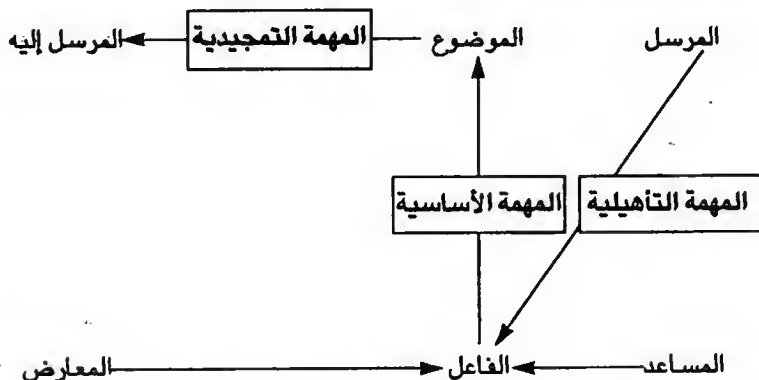 المرسل الموضوع المهمة التمجيدية المرسل إليه
المهمة التأهيلية المهمة الأساسية
المساعد الفاعل المعارض